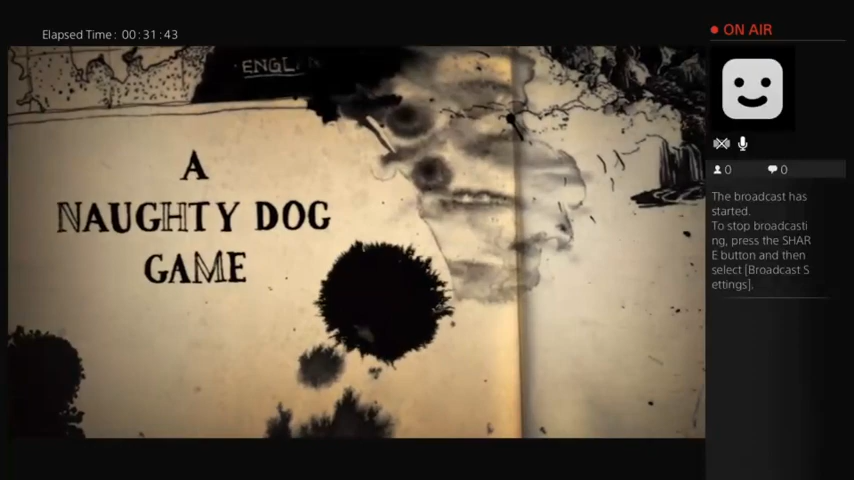 Elapsed Time: 00:31:43
ON AIR
A
NAUGHTY DOG
GAME
0 0
The broadcast has
started.
To stop broadcasti
ng, press the SHAR
E button and then
select [Broadcast S
ettings].